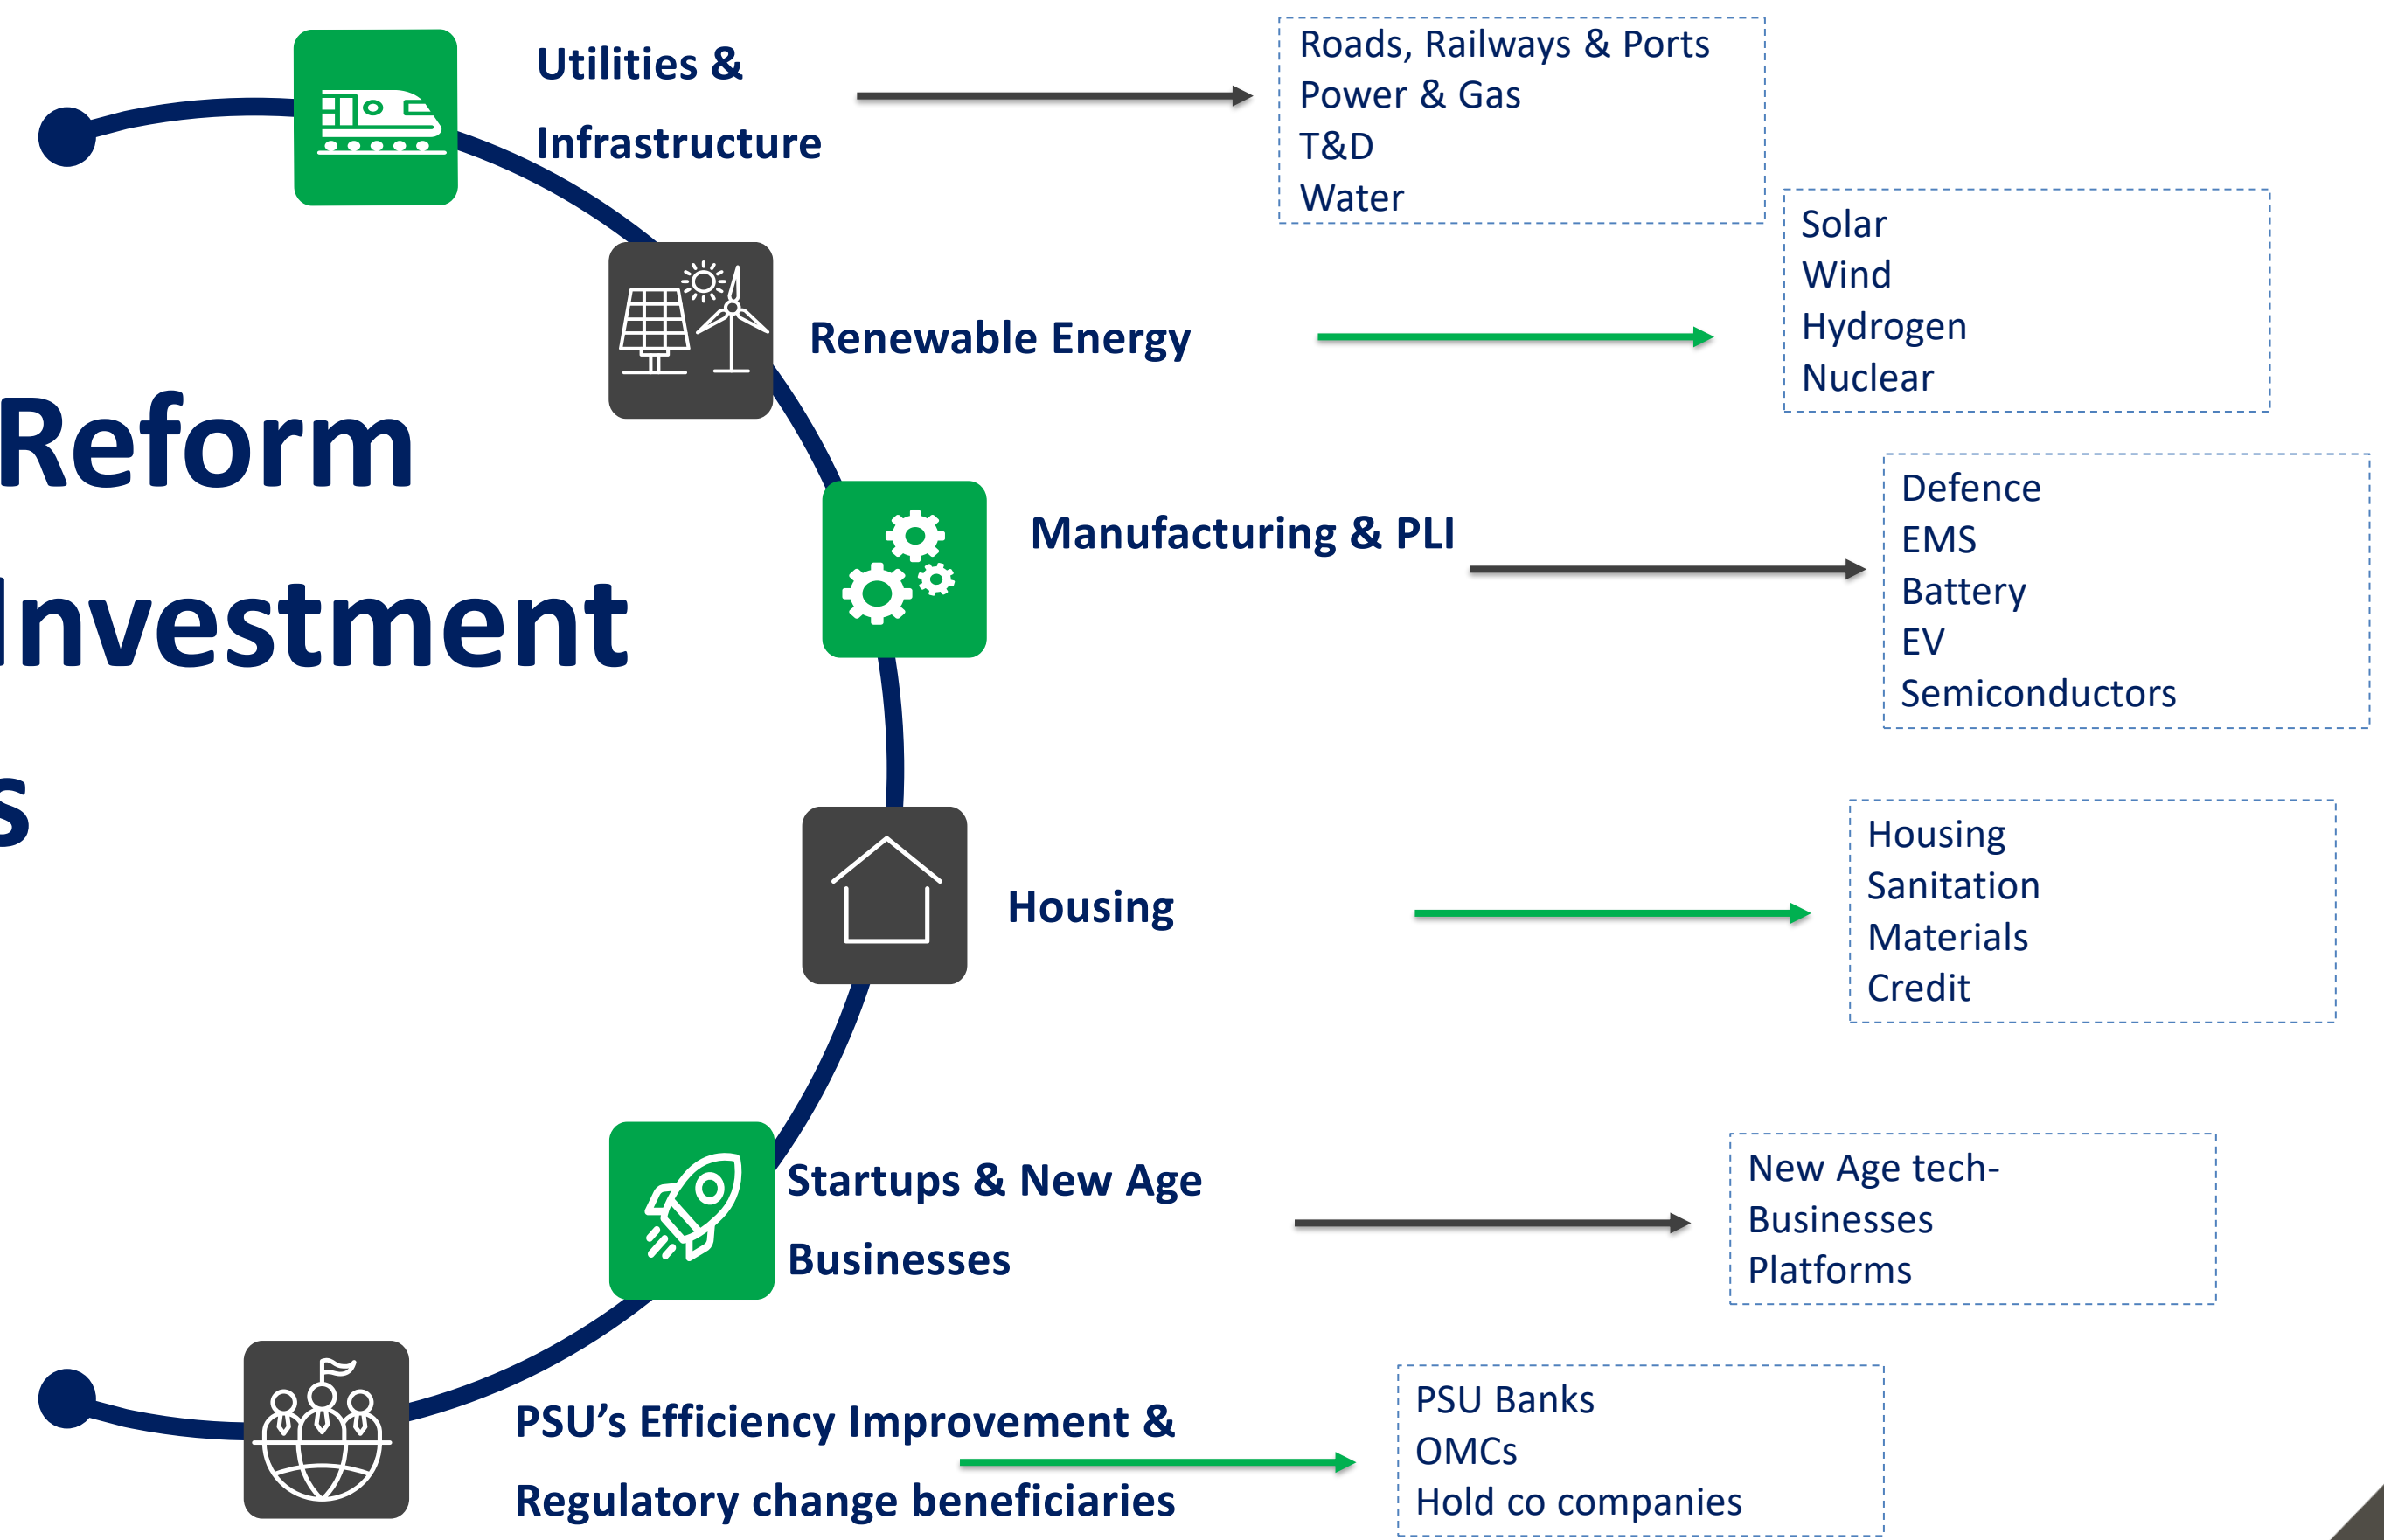 Reform
Investment
s
Utilities &
Infrastructure
Roads, Railways & Ports
Power & Gas
T&D
Water
Renewable Energy
Solar
Wind
Hydrogen
Nuclear
Manufacturing & PLI
Defence
EMS
Battery
EV
Semiconductors
Housing
Housing
Sanitation
Materials
Credit
Startups & New Age
Businesses
New Age tech-
Businesses
Platforms
PSU’s Efficiency Improvement &
Regulatory change beneficiaries
PSU Banks
OMCs
Hold co companies